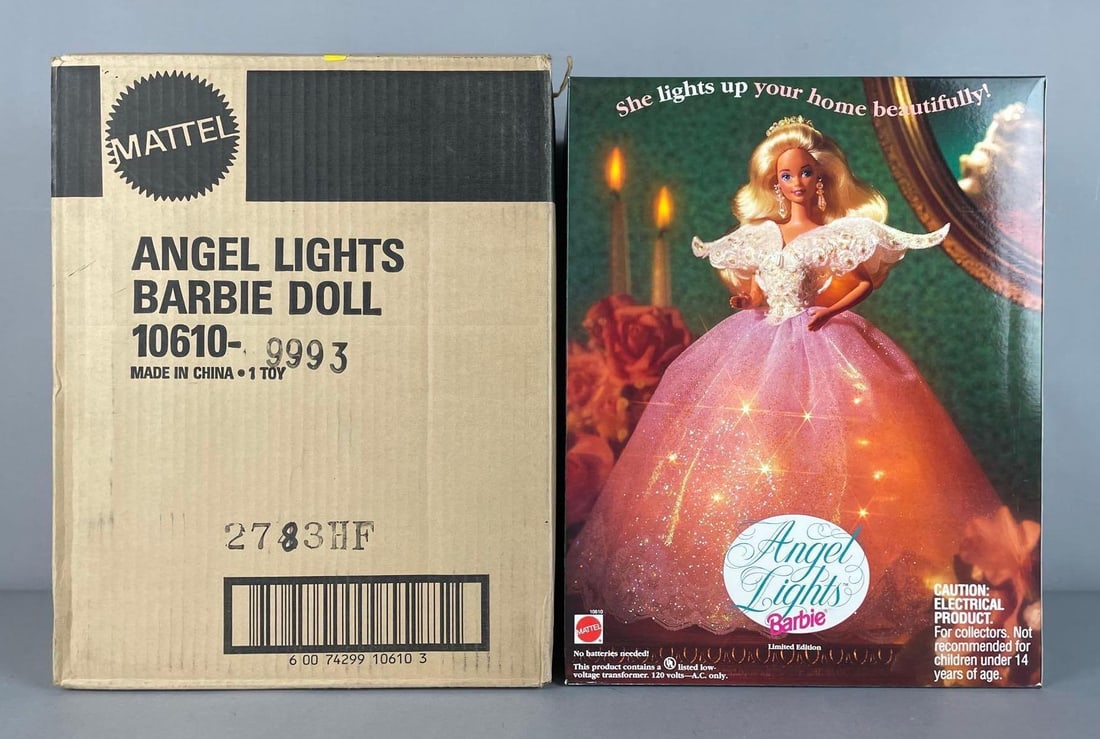 MATTEL
ANGEL LIGHTS
BARBIE DOLL
10610- 9993
MADE IN CHINA • 1 TOY
2783HF
6 00 74299 10610 3
She lights up your home beautifully!
Angel
Lights™
Barbie
Limited Edition
10610
MATTEL
No batteries needed!
This product contains a UL listed low-
voltage transformer. 120 volts—A.C. only.
CAUTION:
ELECTRICAL
PRODUCT.
For collectors. Not
recommended for
children under 14
years of age.